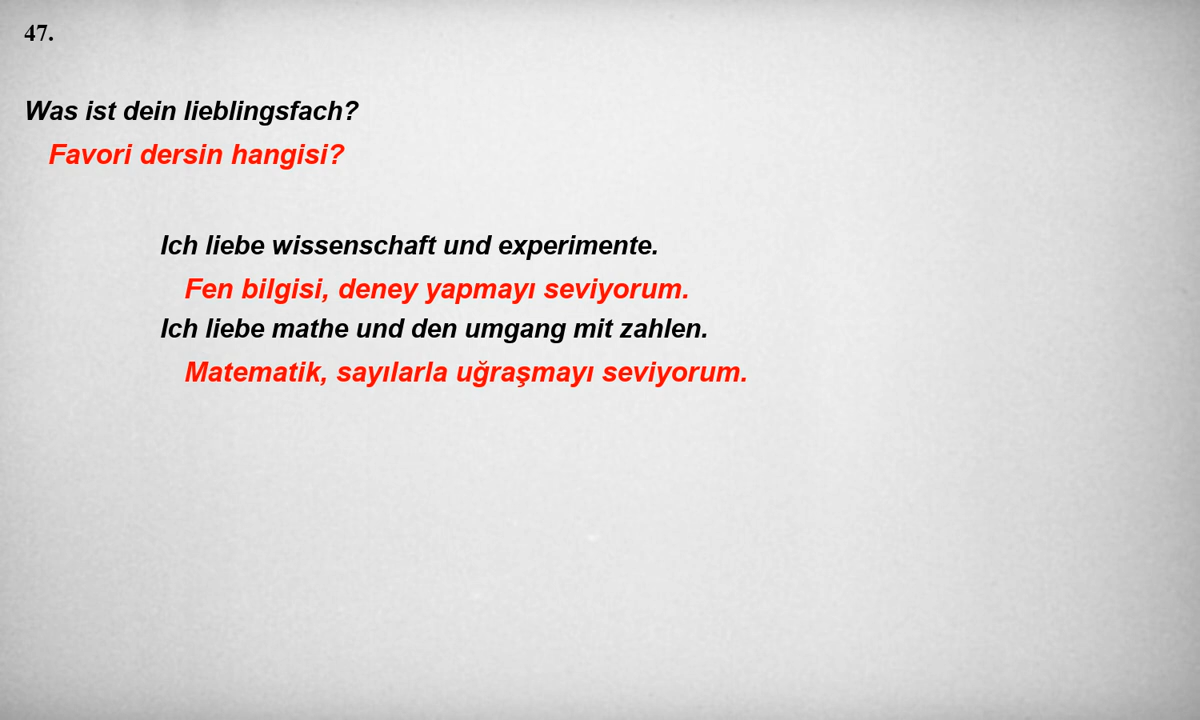 47.
Was ist dein lieblingsfach?
Favori dersin hangisi?
Ich liebe wissenschaft und experimente.
Fen bilgisi, deney yapmayı seviyorum.
Ich liebe mathe und den umgang mit zahlen.
Matematik, sayılarla uğraşmayı seviyorum.